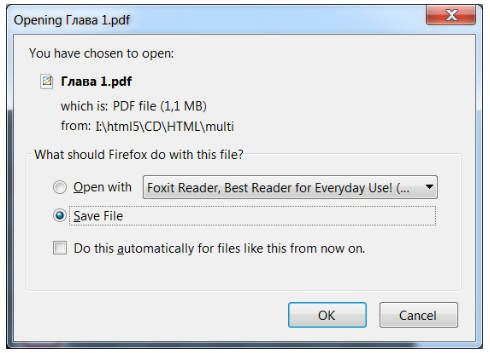 Opening Глава 1.pdf
You have chosen to open:
Глава 1.pdf
which is: PDF file (1,1 MB)
from: I:\html5\CD\HTML\multi
What should Firefox do with this file?
Open with Foxit Reader, Best Reader for Everyday Use! (...
Save File
Do this automatically for files like this from now on.
OK Cancel